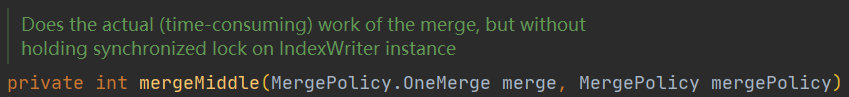 Does the actual (time-consuming) work of the merge, but without
holding synchronized lock on IndexWriter instance
private int mergeMiddle(MergePolicy.OneMerge merge, MergePolicy mergePolicy)